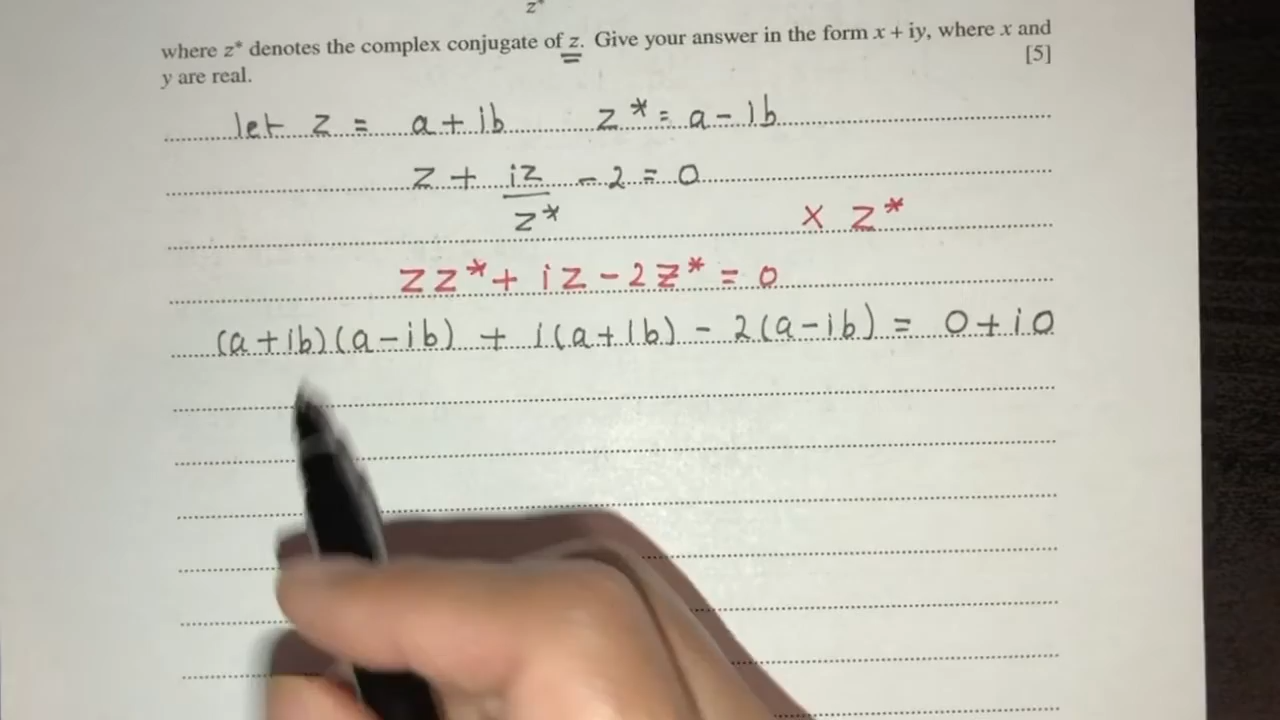 z*
where z* denotes the complex conjugate of z. Give your answer in the form x + iy, where x and
y are real. [5]
let z = a + ib z* = a - ib
z + iz/z* - 2 = 0
× z*
zz* + iz - 2z* = 0
(a + ib)(a - ib) + i(a + ib) - 2(a - ib) = 0 + i0